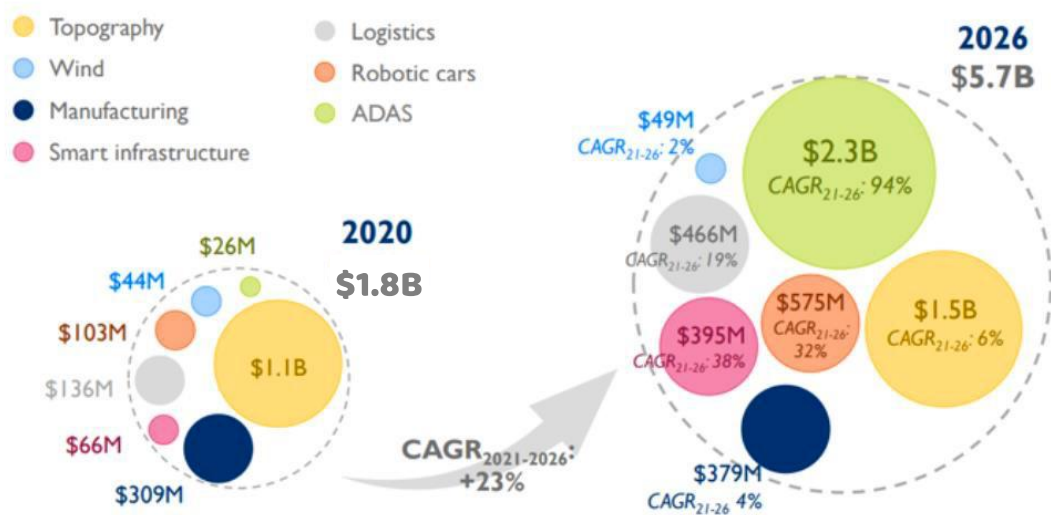 Topography
Wind
Manufacturing
Smart infrastructure
Logistics
Robotic cars
ADAS
2020
$1.8B
$26M
$44M
$103M
$136M
$66M
$309M
$1.1B
CAGR2021-2026:
+23%
2026
$5.7B
$49M
CAGR21-26: 2%
$2.3B
CAGR21-26: 94%
$466M
CAGR21-26: 19%
$575M
CAGR21-26:
32%
$1.5B
CAGR21-26: 6%
$395M
CAGR21-26: 38%
$379M
CAGR21-26 4%